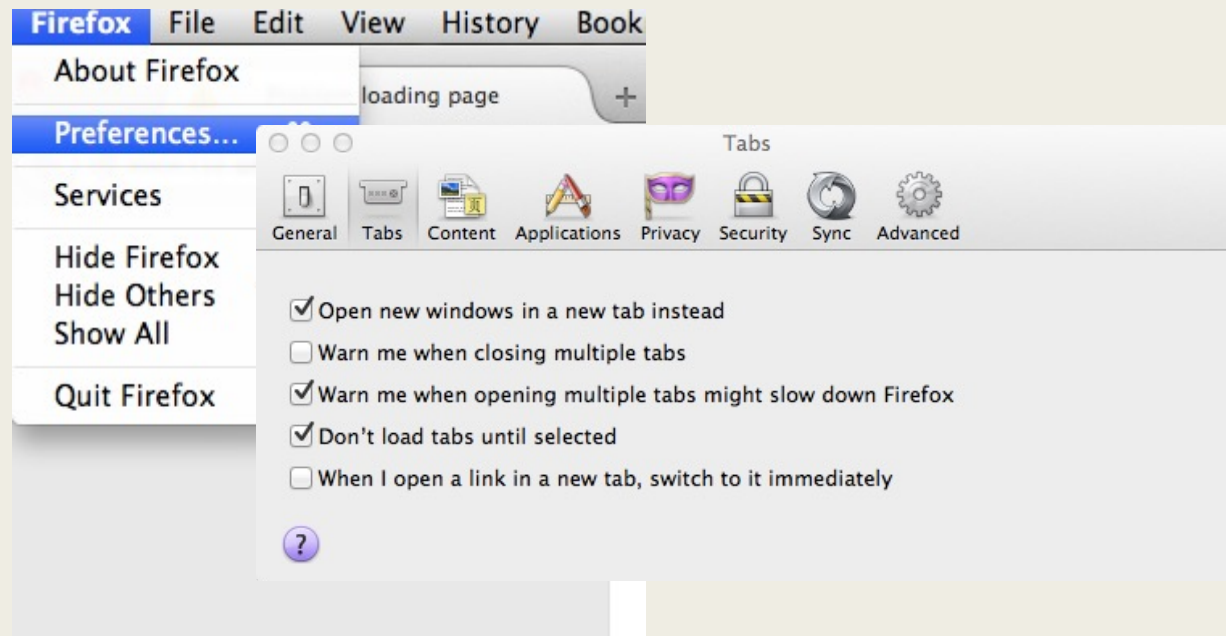 Firefox File Edit View History Book
About Firefox
loading page +
Preferences...
Services
Hide Firefox
Hide Others
Show All
Quit Firefox
Tabs
General Tabs Content Applications Privacy Security Sync Advanced
Open new windows in a new tab instead
Warn me when closing multiple tabs
Warn me when opening multiple tabs might slow down Firefox
Don't load tabs until selected
When I open a link in a new tab, switch to it immediately
?